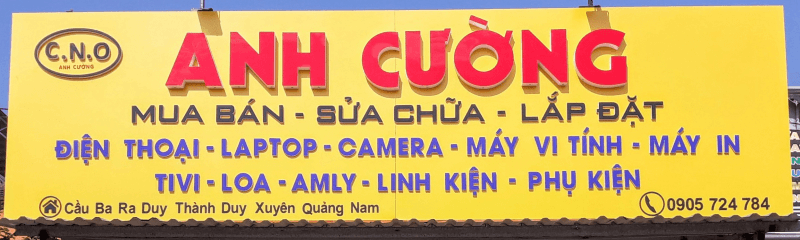 C.N.O
ANH CƯỜNG
ANH CƯỜNG
MUA BÁN - SỬA CHỮA - LẮP ĐẶT
ĐIỆN THOẠI - LAPTOP - CAMERA - MÁY VI TÍNH - MÁY IN
TIVI - LOA - AMLY - LINH KIỆN - PHỤ KIỆN
Cầu Ba Ra Duy Thành Duy Xuyên Quảng Nam
0905 724 784